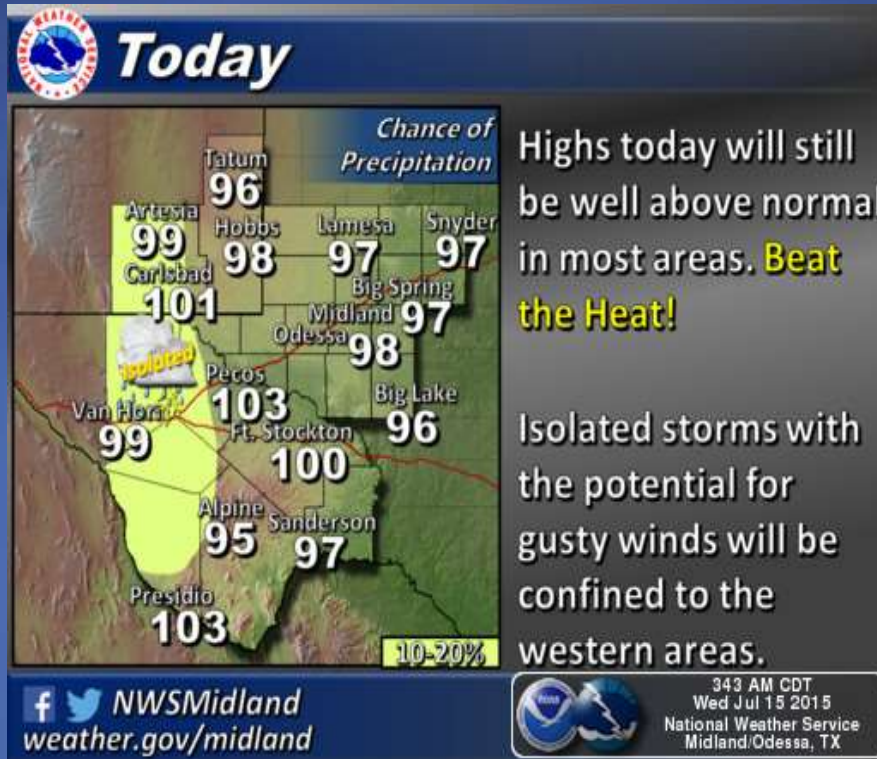 NATIONAL WEATHER SERVICE
Today
Chance of
Precipitation
Tatum
96
Artesia
99
Hobbs
98
Lamesa
97
Snyder
97
Carlsbad
101
Big Spring
97
Midland
Odessa
98
Isolated
Pecos
103
Big Lake
96
Van Horn
99
Ft. Stockton
100
Alpine
95
Sanderson
97
Presidio
103
10-20%
Highs today will still
be well above normal
in most areas. Beat
the Heat!
Isolated storms with
the potential for
gusty winds will be
confined to the
western areas.
NWSMidland
weather.gov/midland
343 AM CDT
Wed Jul 15 2015
National Weather Service
Midland/Odessa, TX